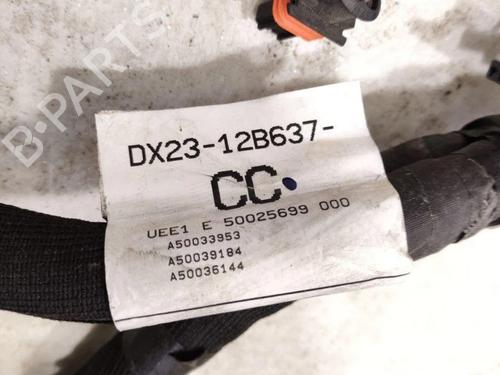 B-PARTS
DX23-12B637-
CC
UEE1 E 50025699 000
A50033953
A50039184
A50036144